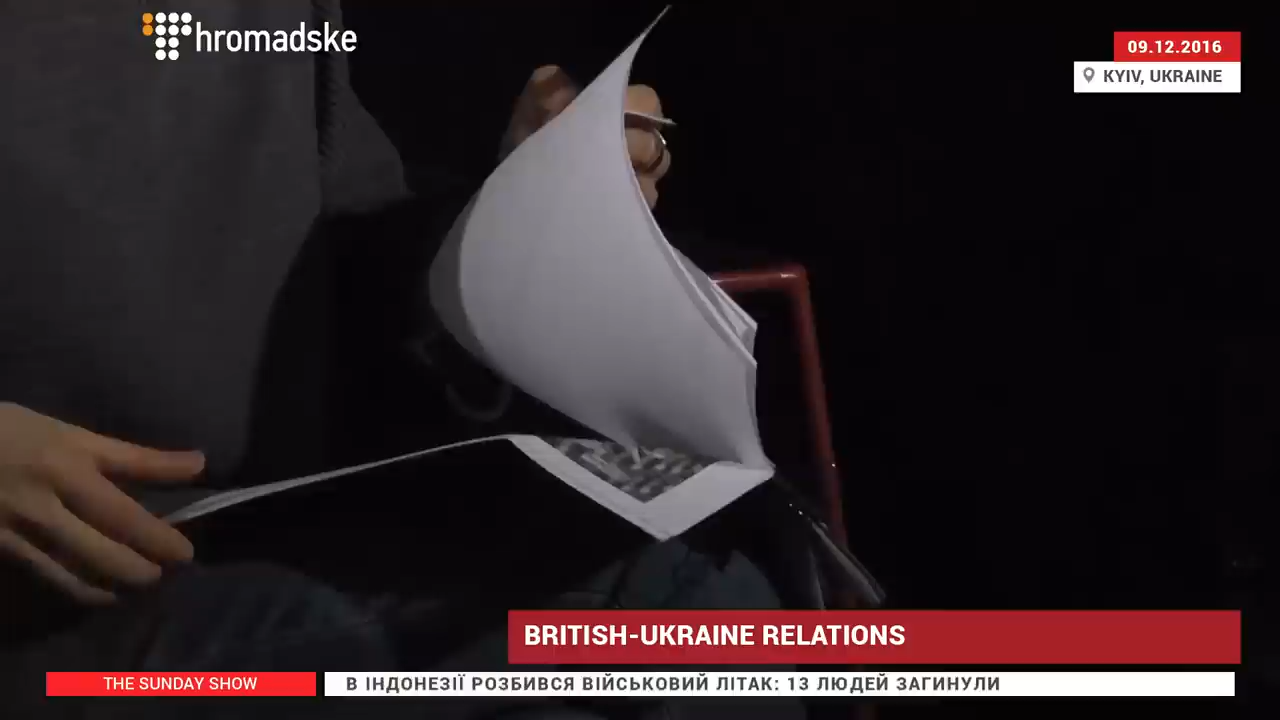 hromadske
09.12.2016
KYIV, UKRAINE
BRITISH-UKRAINE RELATIONS
THE SUNDAY SHOW
В ІНДОНЕЗІЇ РОЗБИВСЯ ВІЙСЬКОВИЙ ЛІТАК: 13 ЛЮДЕЙ ЗАГИНУЛИ